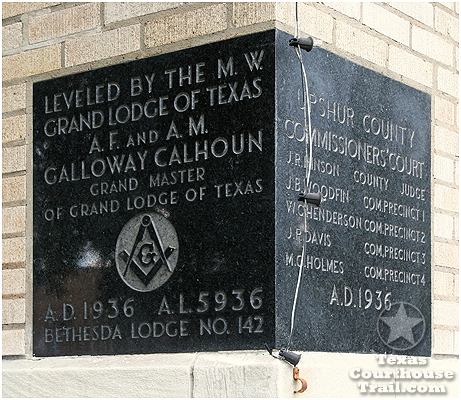 LEVELED BY THE M. W.
GRAND LODGE OF TEXAS
A. F. AND A. M.
GALLOWAY CALHOUN
GRAND MASTER
OF GRAND LODGE OF TEXAS
G
A.D. 1936 A.L. 5936
BETHESDA LODGE NO. 142
UPSHUR COUNTY
COMMISSIONERS' COURT
COUNTY JUDGE
J.B. WOODFIN COM. PRECINCT 1
HENDERSON COM. PRECINCT 2
DAVIS COM. PRECINCT 3
HOLMES COM. PRECINCT 4
A.D. 1936
Texas
Courthouse
Trail.com